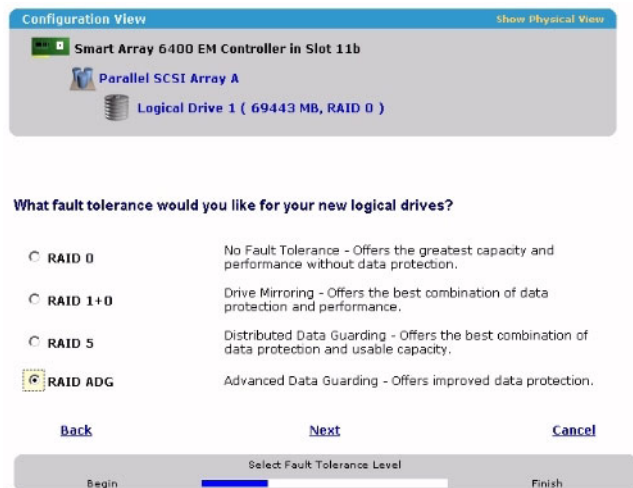 Configuration View
Show Physical View
Smart Array 6400 EM Controller in Slot 11b
Parallel SCSI Array A
Logical Drive 1 ( 69443 MB, RAID 0 )
What fault tolerance would you like for your new logical drives?
RAID 0
No Fault Tolerance - Offers the greatest capacity and
performance without data protection.
RAID 1+0
Drive Mirroring - Offers the best combination of data
protection and performance.
RAID 5
Distributed Data Guarding - Offers the best combination of
data protection and usable capacity.
RAID ADG
Advanced Data Guarding - Offers improved data protection.
Back
Next
Cancel
Select Fault Tolerance Level
Begin
Finish